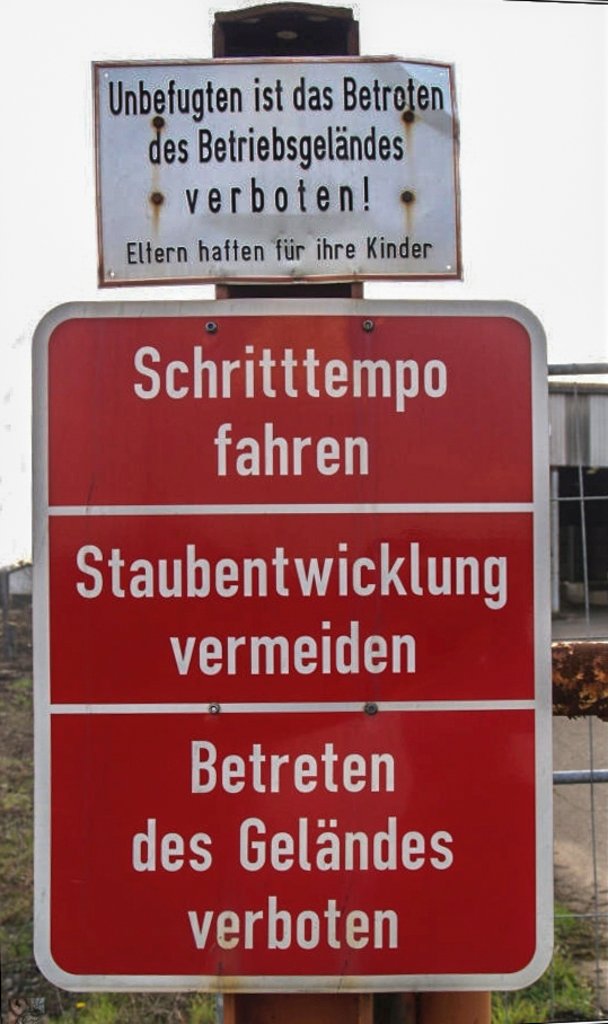 Unbefugten ist das Betreten
des Betriebsgeländes
verboten!
Eltern haften für ihre Kinder
Schritttempo
fahren
Staubentwicklung
vermeiden
Betreten
des Geländes
verboten